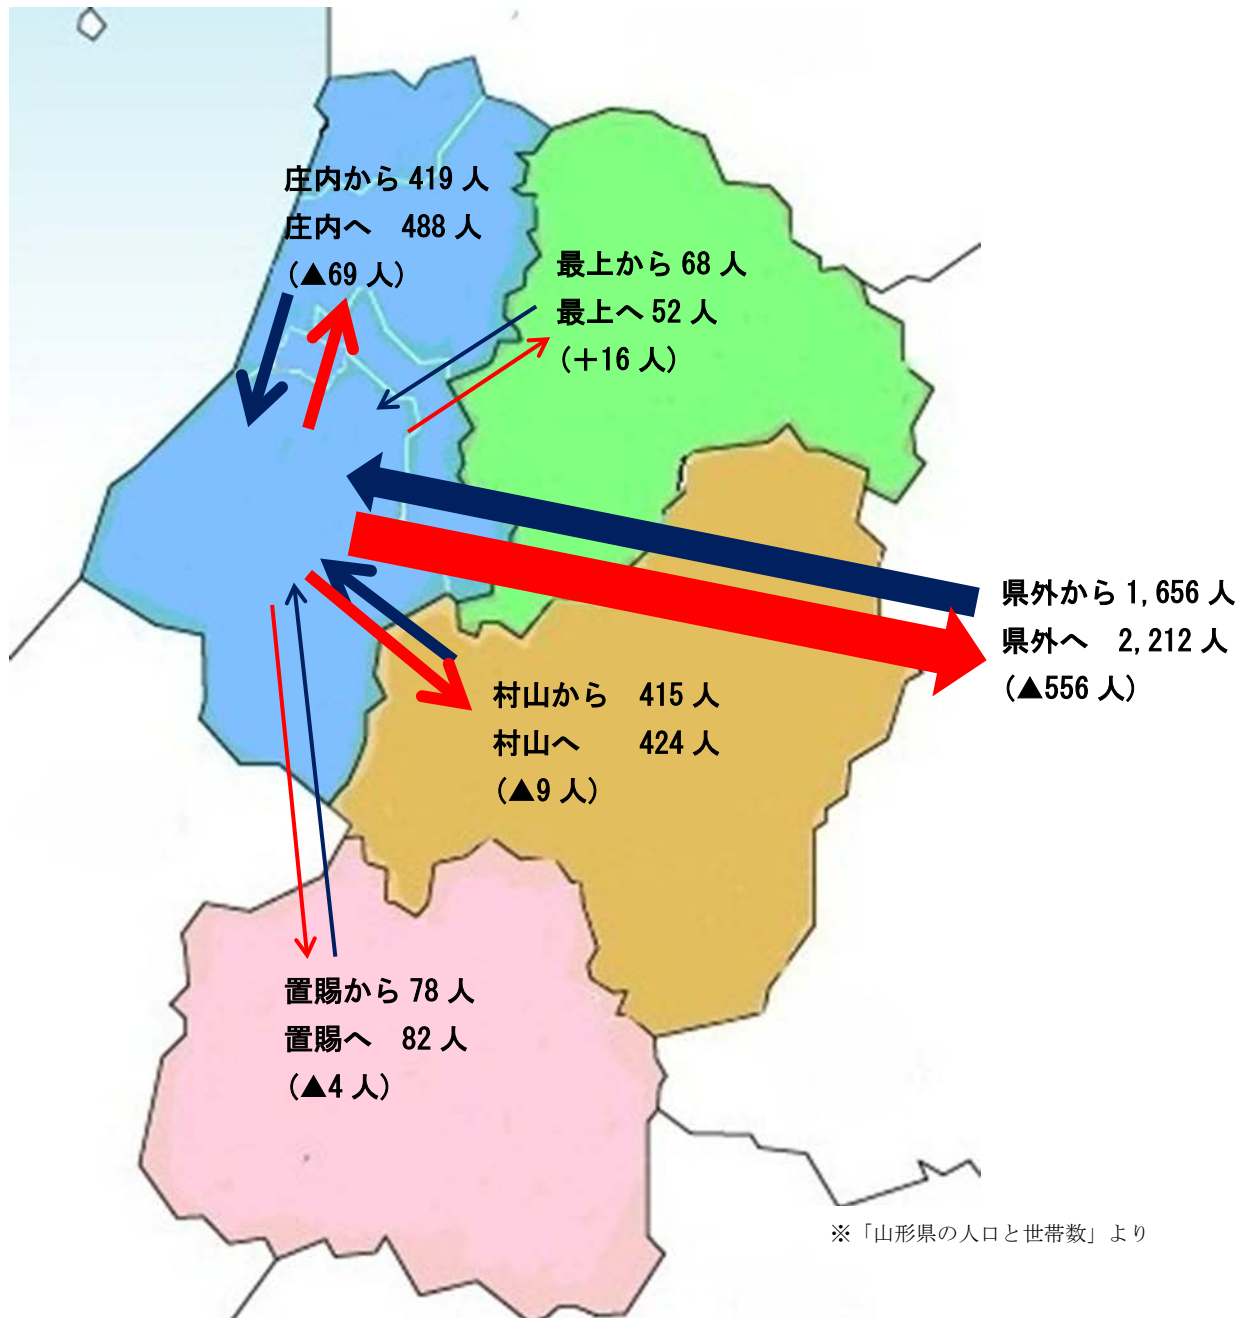 庄内から 419 人
庄内へ　488 人
(▲69 人)
最上から 68 人
最上へ 52 人
(＋16 人)
県外から 1,656 人
県外へ　2,212 人
(▲556 人)
村山から　415 人
村山へ　　424 人
(▲9 人)
置賜から 78 人
置賜へ　82 人
(▲4 人)
※「山形県の人口と世帯数」より